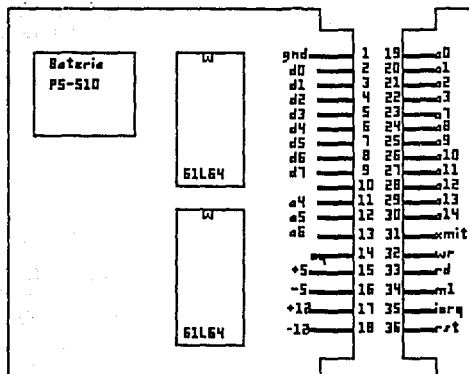 Bateria
PS-510
61L64
61L64
gnd 1 19 a0
d0 2 20 a1
d1 3 21 a2
d2 4 22 a3
d3 5 23 a7
d4 6 24 a8
d5 7 25 a9
d6 8 26 a10
d7 9 27 a11
10 28 a12
a4 11 29 a13
a5 12 30 a14
a6 13 31 xmit
14 32 wr
+5 15 33 rd
-5 16 34 m1
+12 17 35
-12 18 36 rst